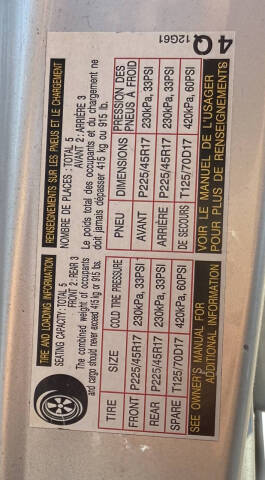 TIRE AND LOADING INFORMATION
SEATING CAPACITY: TOTAL 5
FRONT 2: REAR 3
The combined weight of occupants
and cargo should never exceed 415 kg or 915 lbs.
TIRE SIZE COLD TIRE PRESSURE
FRONT P225/45R17 230kPa, 33PSI
REAR P225/45R17 230kPa, 33PSI
SPARE T125/70D17 420kPa, 60PSI
SEE OWNER'S MANUAL FOR
ADDITIONAL INFORMATION
RENSEIGNEMENTS SUR LES PNEUS ET LE CHARGEMENT
NOMBRE DE PLACES : TOTAL 5
AVANT 2 : ARRIÈRE 3
Le poids total des occupants et du chargement ne
doit jamais dépasser 415 kg ou 915 lb.
PNEU DIMENSIONS PRESSION DES
PNEUS À FROID
AVANT P225/45R17 230kPa, 33PSI
ARRIÈRE P225/45R17 230kPa, 33PSI
DE SECOURS T125/70D17 420kPa, 60PSI
VOIR LE MANUEL DE L'USAGER
POUR PLUS DE RENSEIGNEMENTS
12G61
4Q